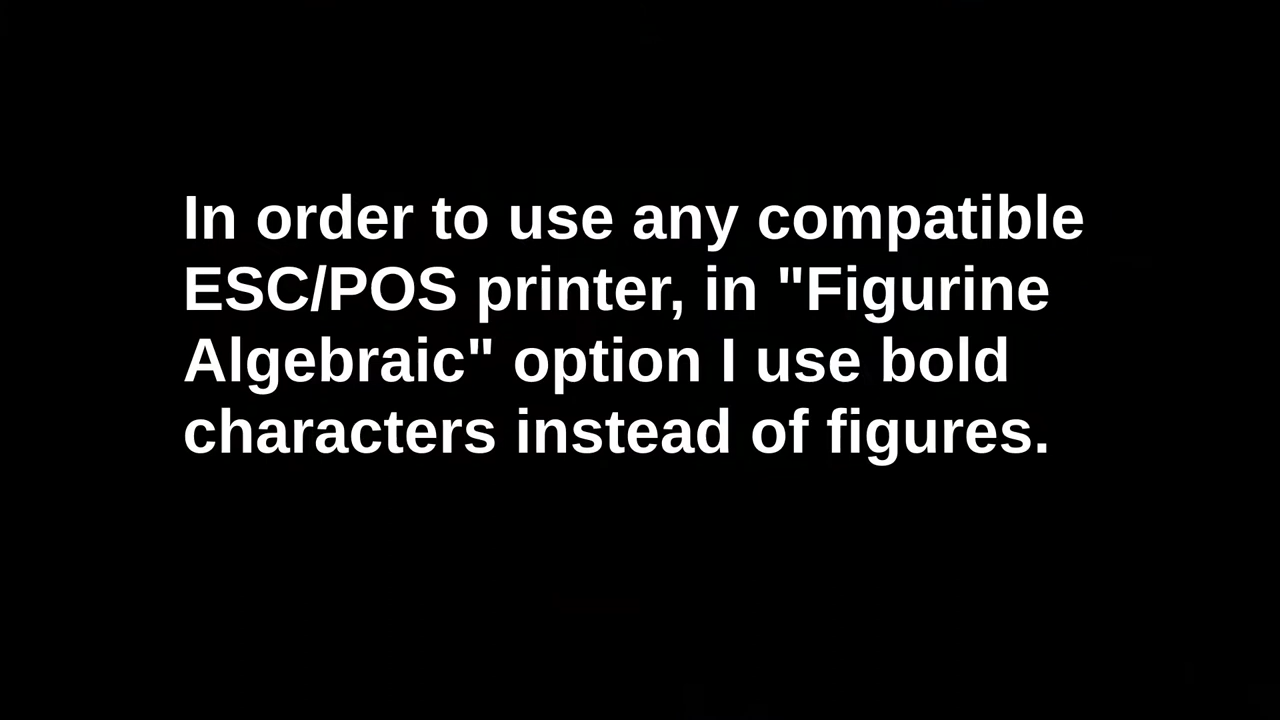 In order to use any compatible
ESC/POS printer, in "Figurine
Algebraic" option I use bold
characters instead of figures.